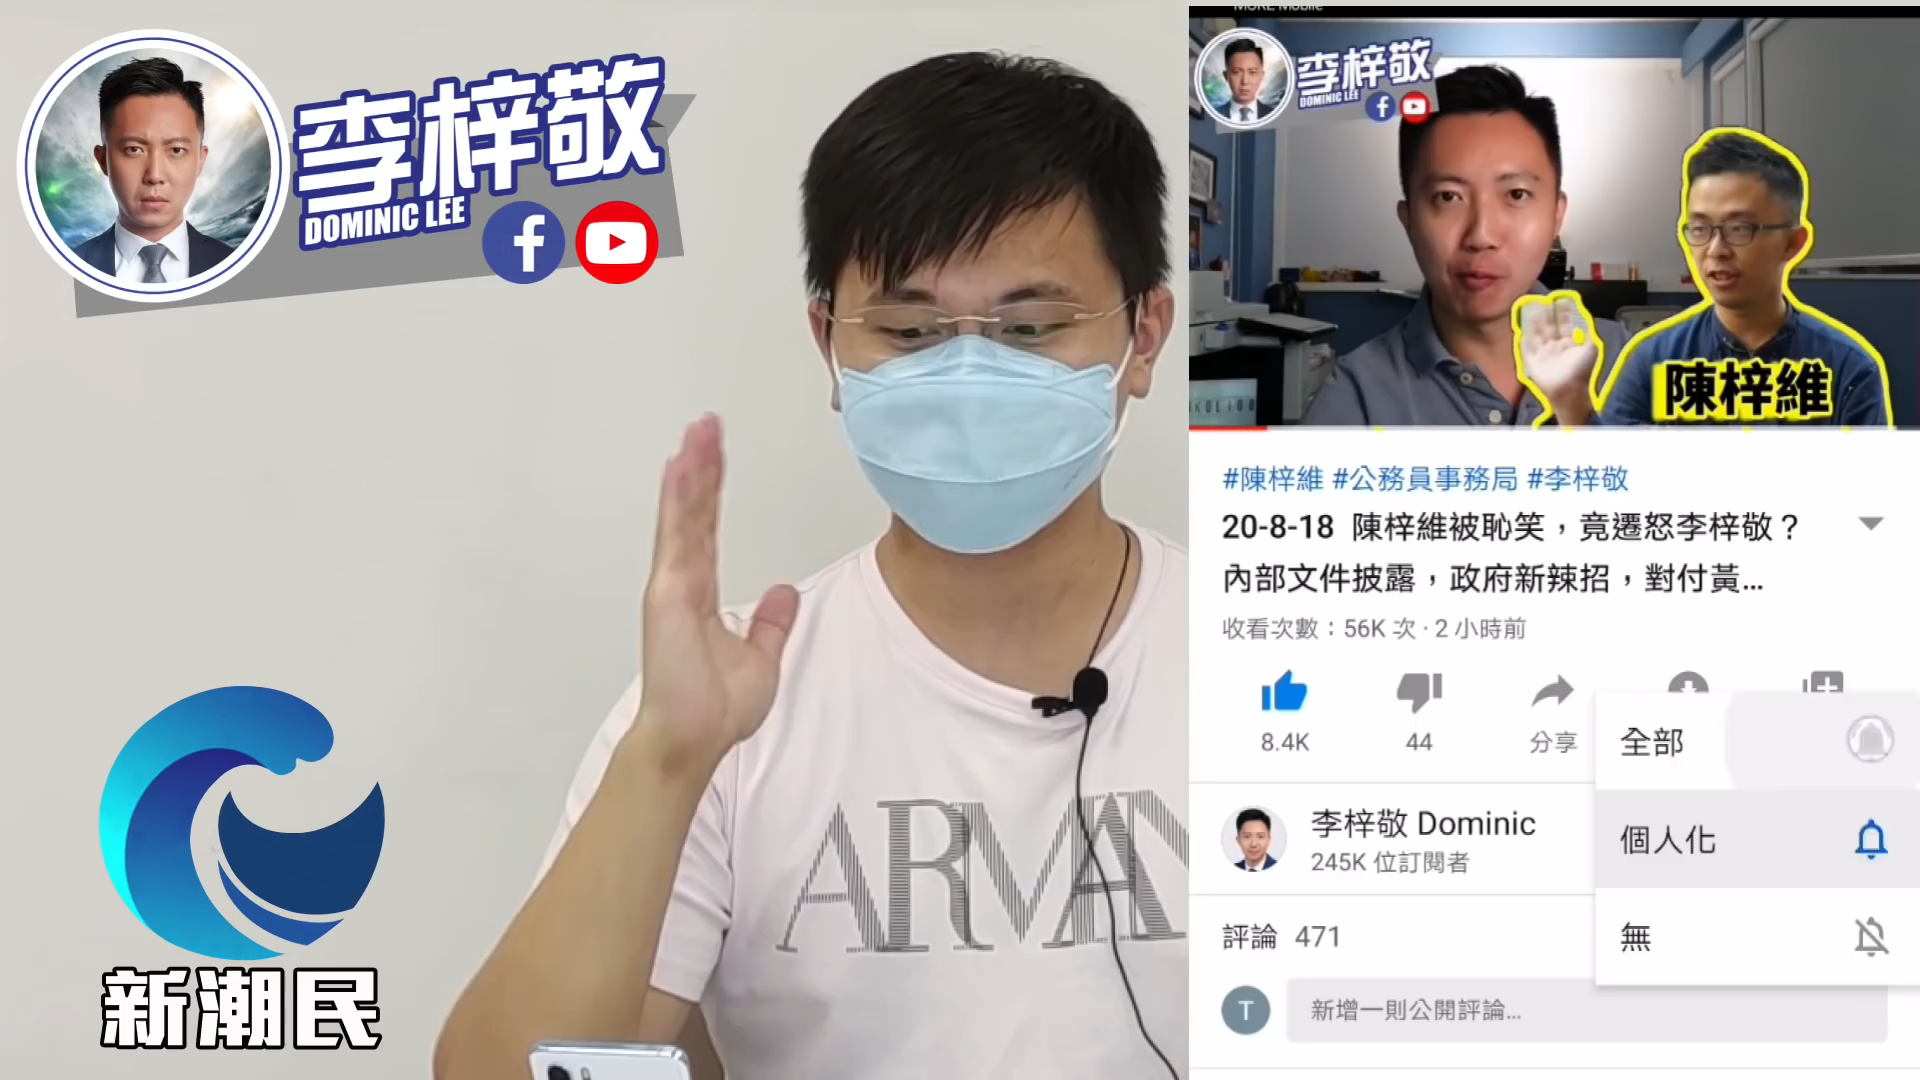 李梓敬
DOMINIC LEE
ARMANI
新潮民
MORE Mobile
李梓敬
DOMINIC LEE
陳梓維
#陳梓維 #公務員事務局 #李梓敬
20-8-18 陳梓維被恥笑，竟遷怒李梓敬？
內部文件披露，政府新辣招，對付黃...
收看次數：56K 次 · 2 小時前
8.4K
44
分享
全部
李梓敬 Dominic
245K 位訂閱者
個人化
評論 471
無
T
新增一則公開評論...